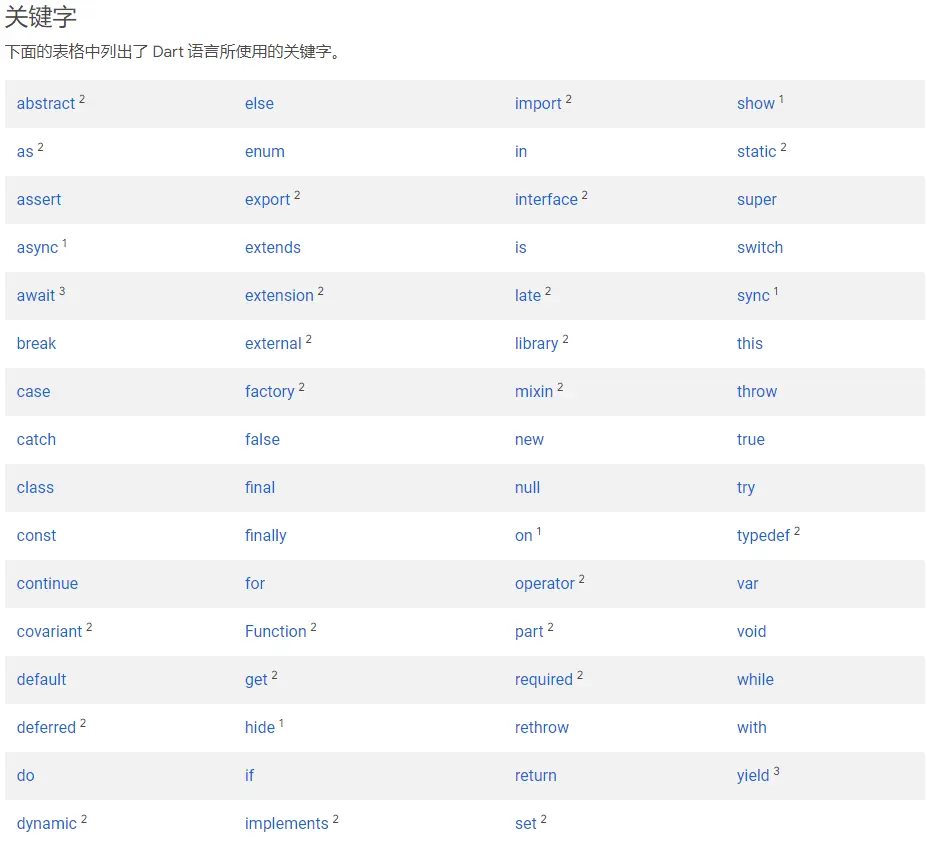 关键字
下面的表格中列出了 Dart 语言所使用的关键字。
abstract 2 else import 2 show 1
as 2 enum in static 2
assert export 2 interface 2 super
async 1 extends is switch
await 3 extension 2 late 2 sync 1
break external 2 library 2 this
case factory 2 mixin 2 throw
catch false new true
class final null try
const finally on 1 typedef 2
continue for operator 2 var
covariant 2 Function 2 part 2 void
default get 2 required 2 while
deferred 2 hide 1 rethrow with
do if return yield 3
dynamic 2 implements 2 set 2